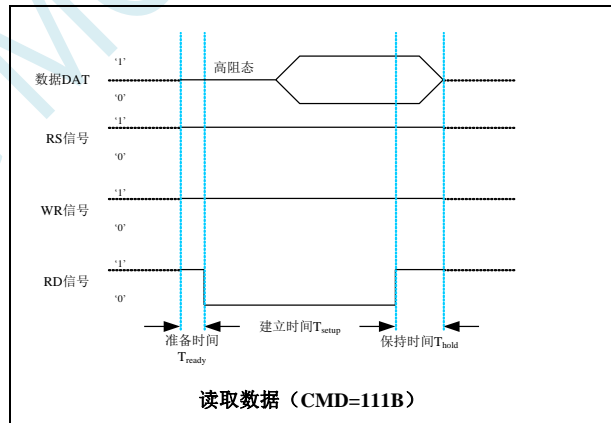 ‘1’
数据DAT
高阻态
‘0’
‘1’
RS信号
‘0’
‘1’
WR信号
‘0’
‘1’
RD信号
‘0’
准备时间 建立时间Tsetup 保持时间Thold
Tready
读取数据（CMD=111B）